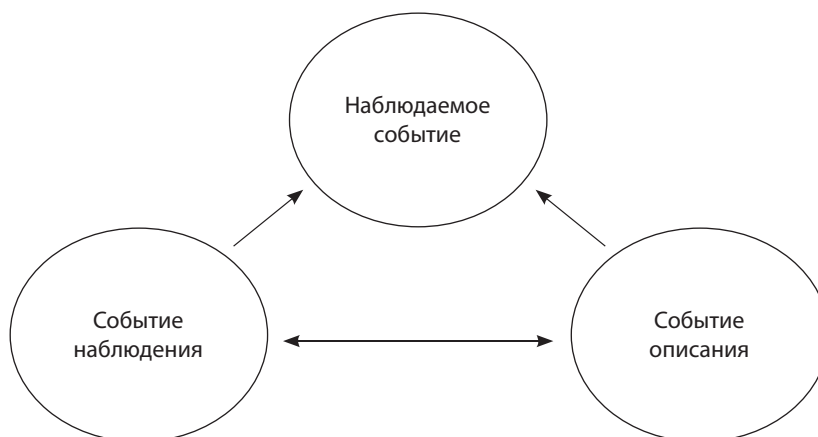 Наблюдаемое
событие
Событие
наблюдения
Событие
описания